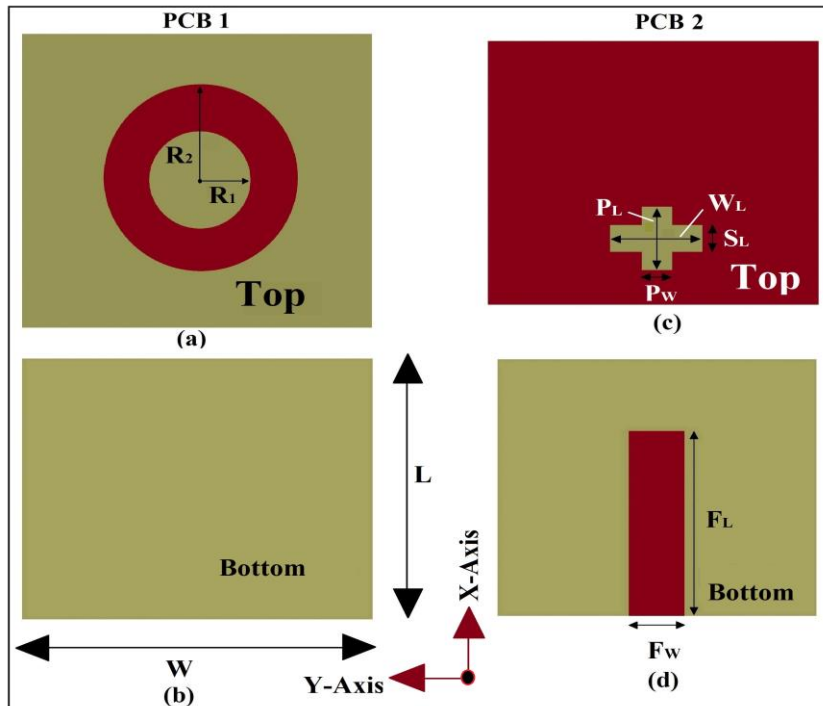 PCB 1
R2
R1
Top
(a)
PCB 2
PL
WL
SL
Top
PW
(c)
Bottom
L
W
(b)
X-Axis
Y-Axis
FL
Bottom
FW
(d)